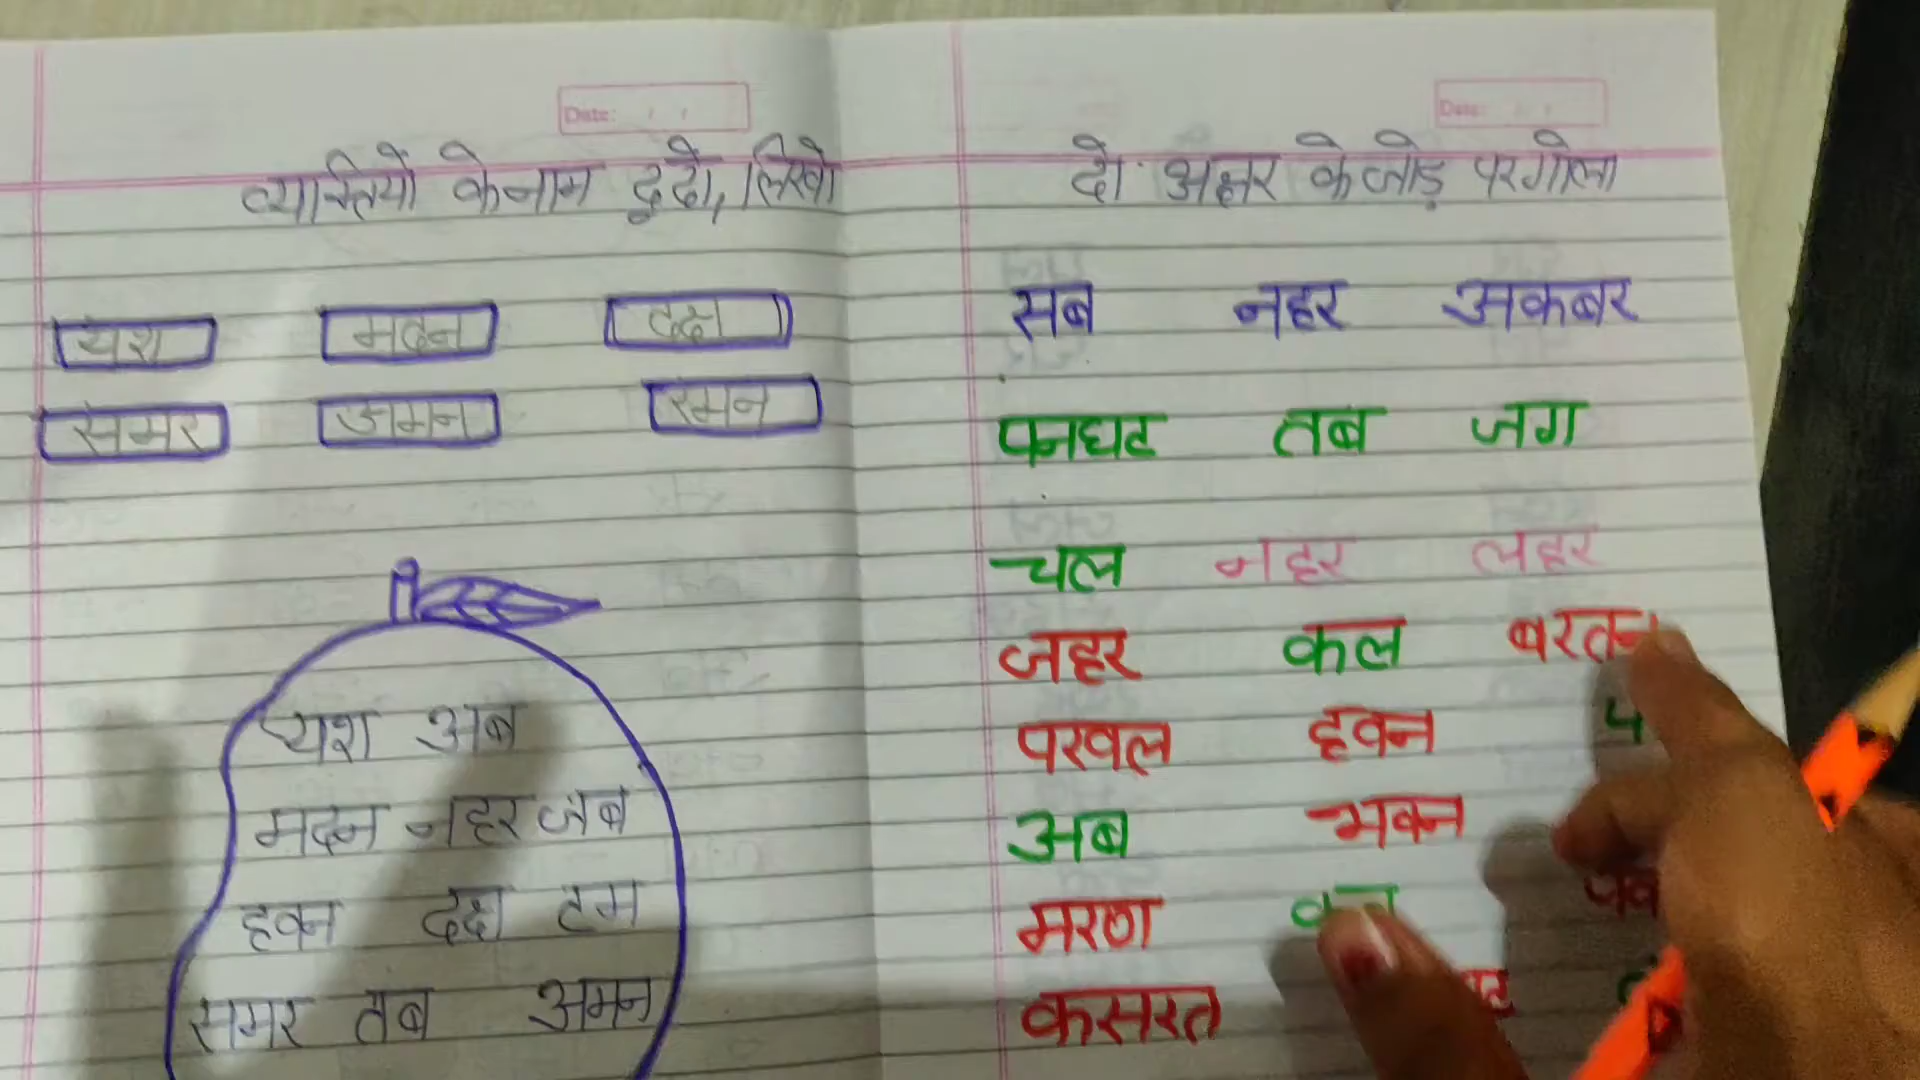 Date:
व्यक्तियों के नाम ढूढो, लिखो
यश मदन दक्ष
समर अमन रमन
यश अब
मदन नहर जब
हवन दक्ष हम
समर तब अमन
Date:
दो अक्षर के जोड़ पर गोला
सब नहर अकबर
पनघट तब जग
चल नहर लहर
जहर कल बरतन
परवल हवन
अब भवन
मरण
कसरत